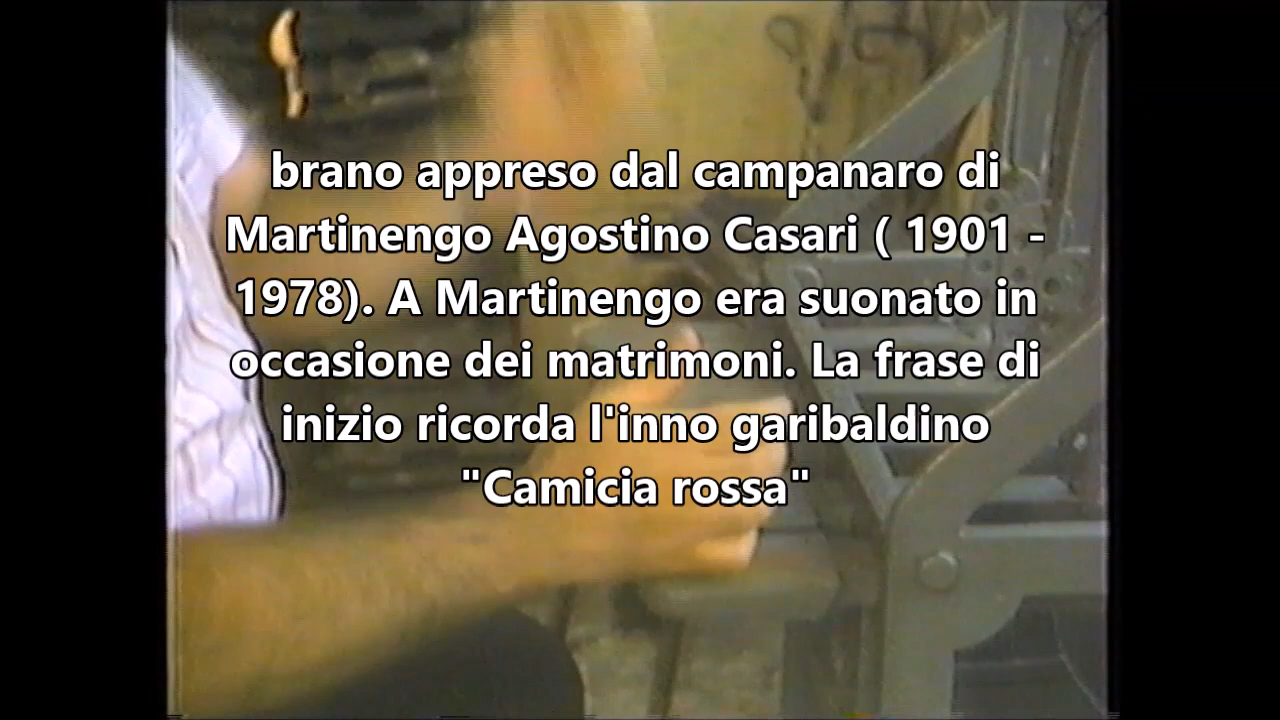 brano appreso dal campanaro di
Martinengo Agostino Casari ( 1901 -
1978). A Martinengo era suonato in
occasione dei matrimoni. La frase di
inizio ricorda l'inno garibaldino
"Camicia rossa"